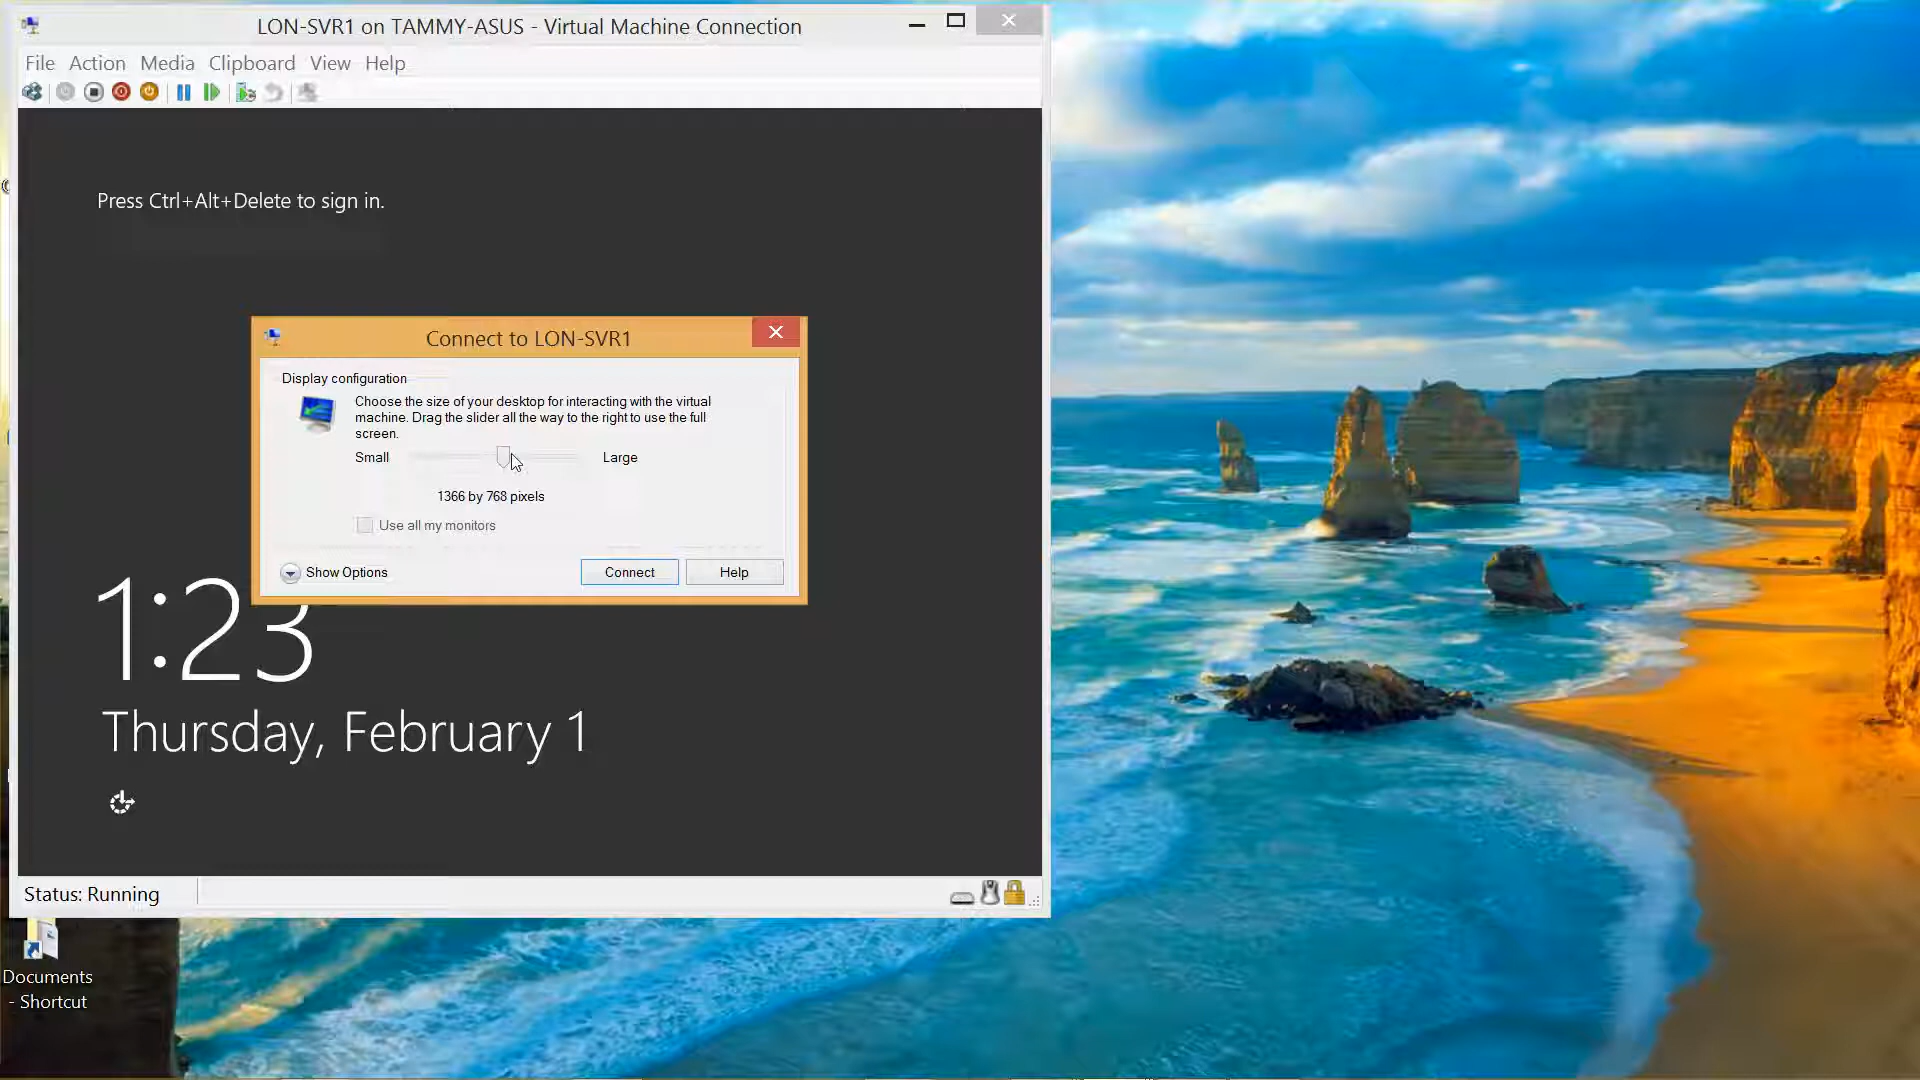 LON-SVR1 on TAMMY-ASUS - Virtual Machine Connection
File Action Media Clipboard View Help
Press Ctrl+Alt+Delete to sign in.
Connect to LON-SVR1
Display configuration
Choose the size of your desktop for interacting with the virtual
machine. Drag the slider all the way to the right to use the full
screen.
Small Large
1366 by 768 pixels
Use all my monitors
Show Options Connect Help
1:23
Thursday, February 1
Status: Running
Documents
- Shortcut